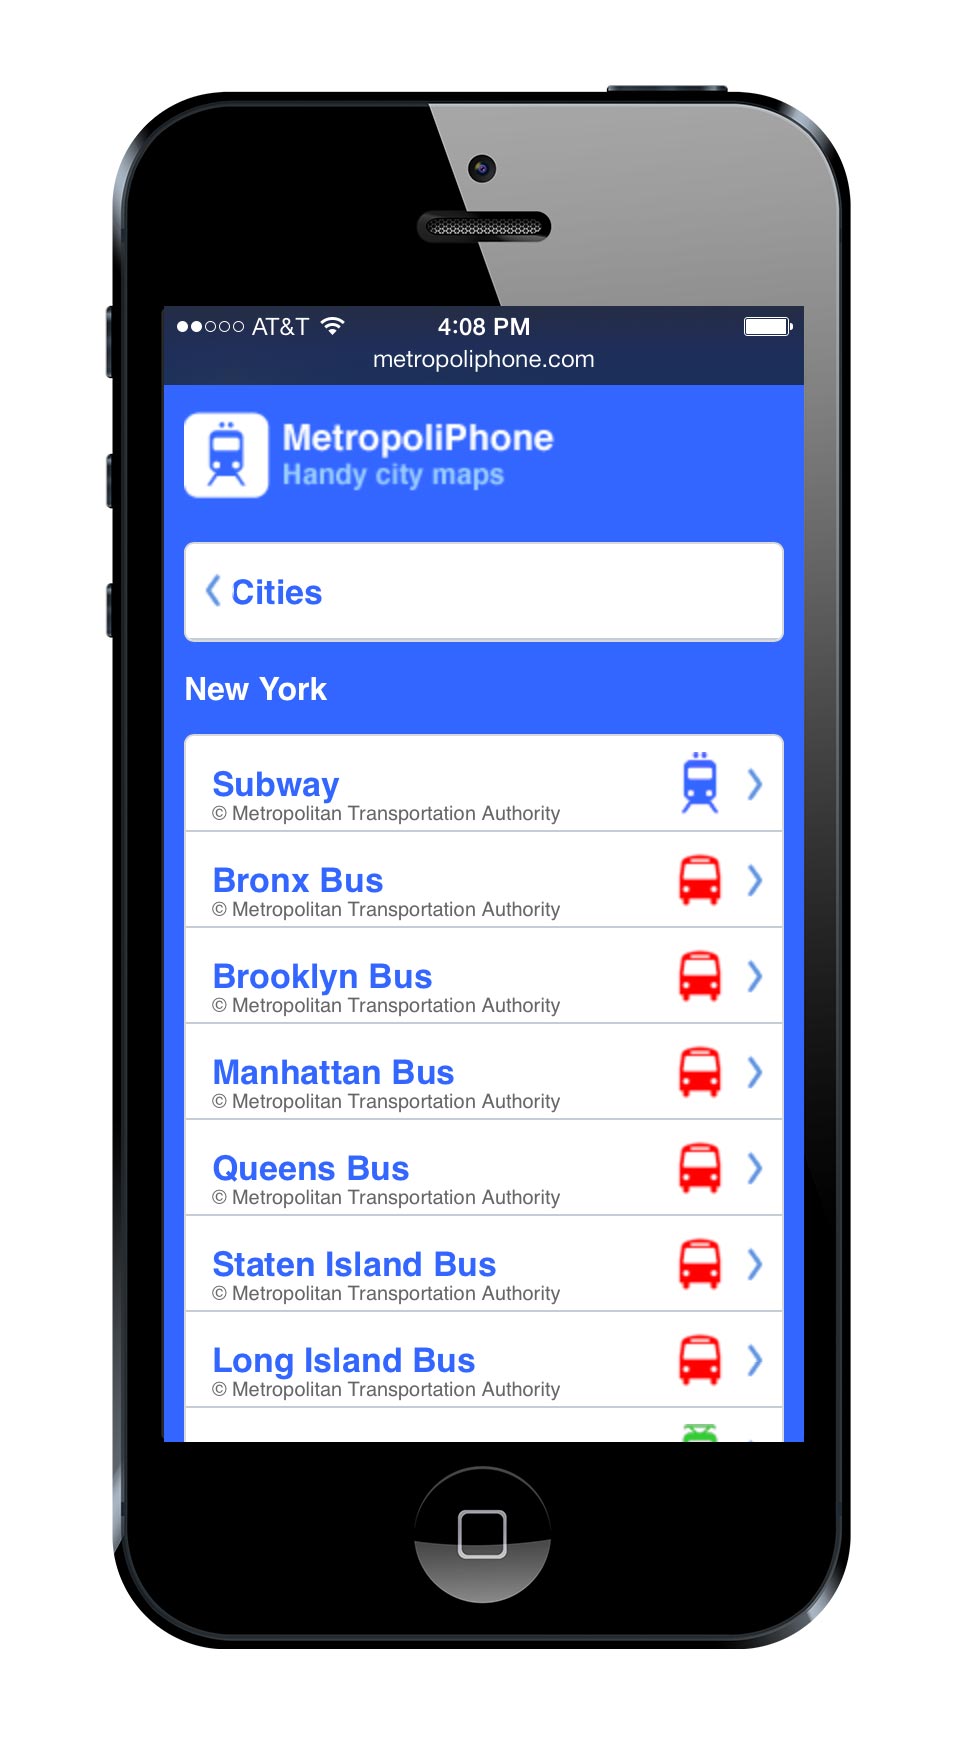 AT&T 4:08 PM
metropoliphone.com
MetropoliPhone
Handy city maps
Cities
New York
Subway
© Metropolitan Transportation Authority
Bronx Bus
© Metropolitan Transportation Authority
Brooklyn Bus
© Metropolitan Transportation Authority
Manhattan Bus
© Metropolitan Transportation Authority
Queens Bus
© Metropolitan Transportation Authority
Staten Island Bus
© Metropolitan Transportation Authority
Long Island Bus
© Metropolitan Transportation Authority